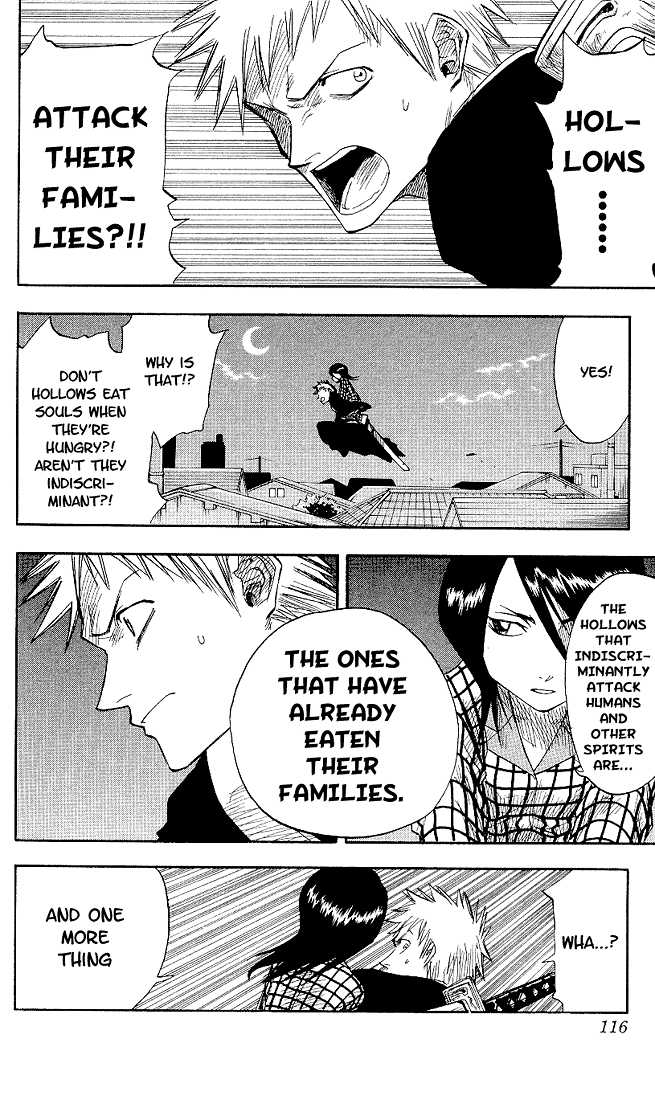 HOL-
LOWS
......
ATTACK
THEIR
FAMI-
LIES?!!
YES!
WHY IS
THAT!?
DON'T
HOLLOWS EAT
SOULS WHEN
THEY'RE
HUNGRY?!
AREN'T THEY
INDISCRI-
MINANT?!
THE
HOLLOWS
THAT
INDISCRI-
MINANTLY
ATTACK
HUMANS
AND
OTHER
SPIRITS
ARE...
THE ONES
THAT HAVE
ALREADY
EATEN
THEIR
FAMILIES.
WHA...?
AND ONE
MORE
THING
116